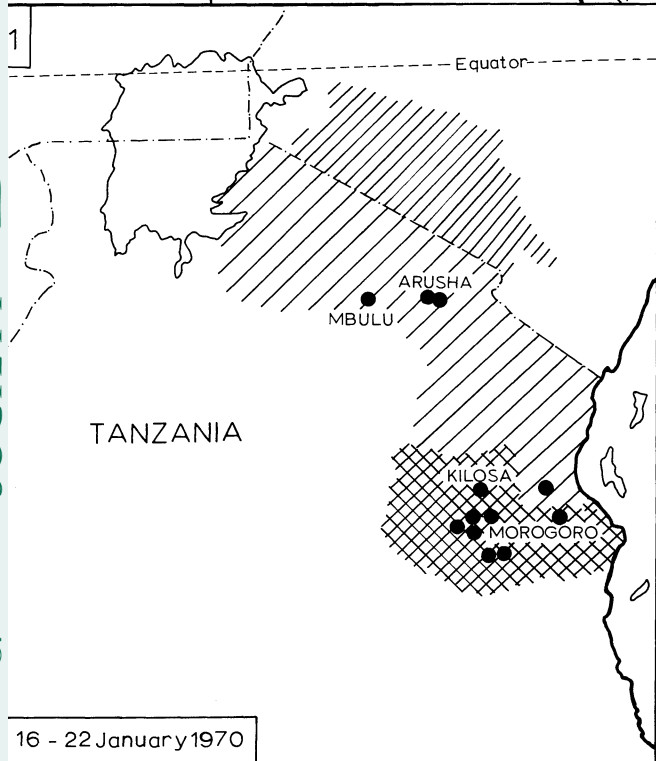 1
Equator
ARUSHA
MBULU
TANZANIA
KILOSA
MOROGORO
16 - 22 January 1970